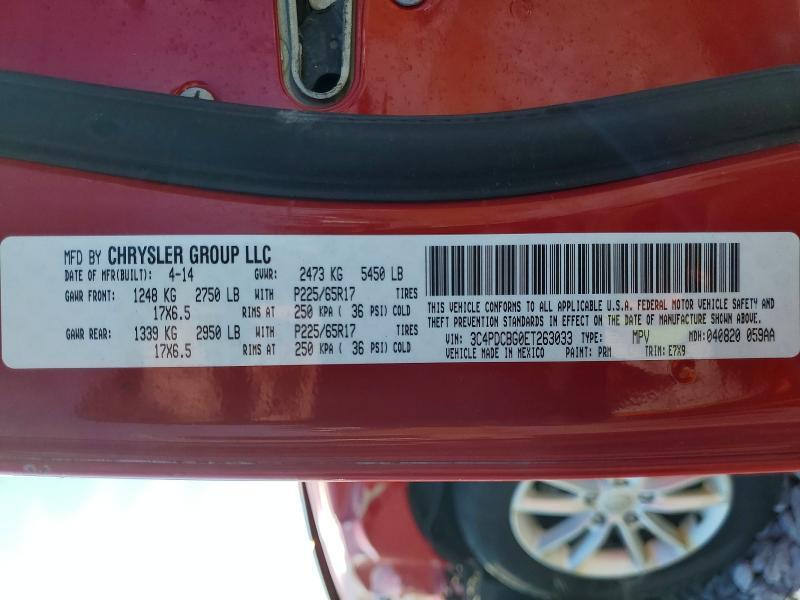 MFD BY CHRYSLER GROUP LLC
DATE OF MFR(BUILT): 4-14 GVWR: 2473 KG 5450 LB
GAWR FRONT: 1248 KG 2750 LB WITH P225/65R17 TIRES
17X6.5 RIMS AT 250 KPA ( 36 PSI) COLD
GAWR REAR: 1339 KG 2950 LB WITH P225/65R17 TIRES
17X6.5 RIMS AT 250 KPA ( 36 PSI) COLD
THIS VEHICLE CONFORMS TO ALL APPLICABLE U.S.A. FEDERAL MOTOR VEHICLE SAFETY AND
THEFT PREVENTION STANDARDS IN EFFECT ON THE DATE OF MANUFACTURE SHOWN ABOVE.
VIN: 3C4PDCBG0ET263033 TYPE: MPV MDH: 040820 059AA
VEHICLE MADE IN MEXICO PAINT: PRM TRIM: E7X9